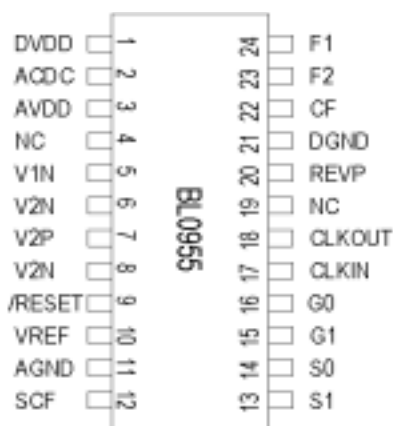 DVDD 1 24 F1
ACDC 2 23 F2
AVDD 3 22 CF
NC 4 21 DGND
V1N 5 20 REVP
V2N 6 19 NC
V2P 7 18 CLKOUT
V2N 8 17 CLKIN
/RESET 9 16 G0
VREF 10 15 G1
AGND 11 14 S0
SCF 12 13 S1
BL0955